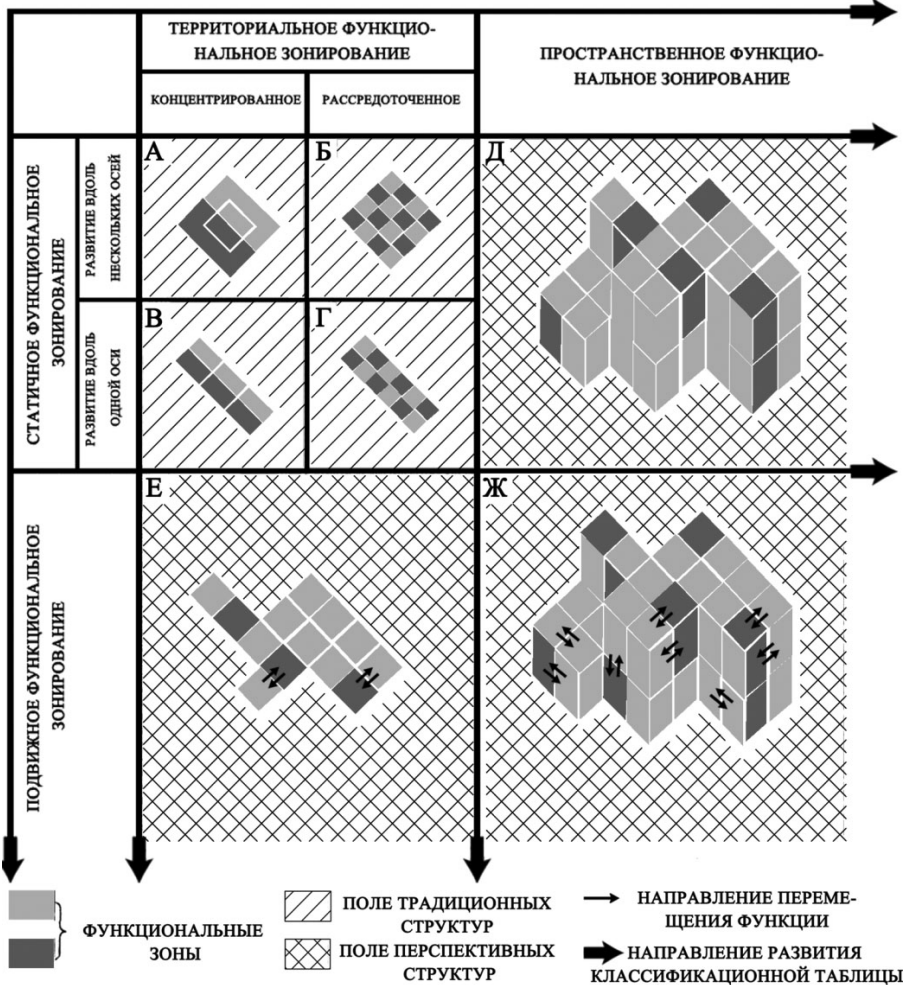 ТЕРРИТОРИАЛЬНОЕ ФУНКЦИО-
НАЛЬНОЕ ЗОНИРОВАНИЕ
ПРОСТРАНСТВЕННОЕ ФУНКЦИО-
НАЛЬНОЕ ЗОНИРОВАНИЕ
КОНЦЕНТРИРОВАННОЕ
РАССРЕДОТОЧЕННОЕ
СТАТИЧНОЕ ФУНКЦИОНАЛЬНОЕ
ЗОНИРОВАНИЕ
РАЗВИТИЕ ВДОЛЬ
НЕСКОЛЬКИХ ОСЕЙ
А
Б
Д
РАЗВИТИЕ ВДОЛЬ
ОДНОЙ ОСИ
В
Г
ПОДВИЖНОЕ ФУНКЦИОНАЛЬНОЕ
ЗОНИРОВАНИЕ
Е
Ж
ФУНКЦИОНАЛЬНЫЕ
ЗОНЫ
ПОЛЕ ТРАДИЦИОННЫХ
СТРУКТУР
ПОЛЕ ПЕРСПЕКТИВНЫХ
СТРУКТУР
НАПРАВЛЕНИЕ ПЕРЕМЕ-
ЩЕНИЯ ФУНКЦИИ
НАПРАВЛЕНИЕ РАЗВИТИЯ
КЛАССИФИКАЦИОННОЙ ТАБЛИЦЫ